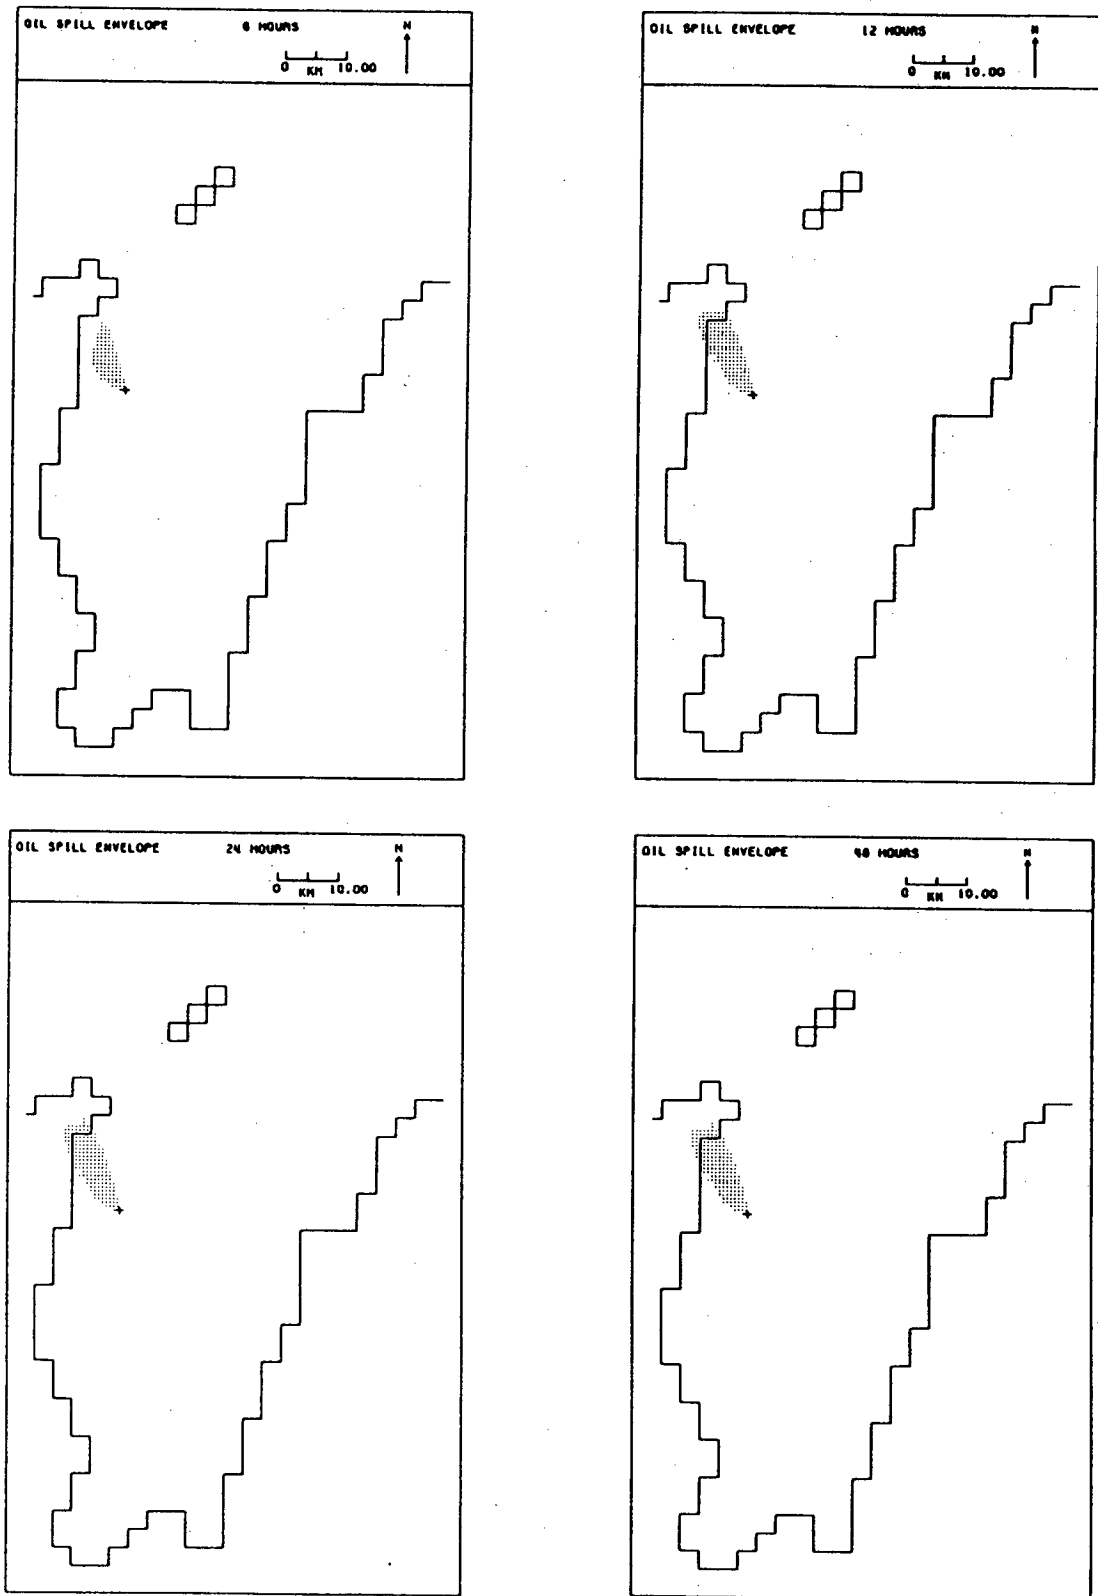 OIL SPILL ENVELOPE 6 HOURS N
0 KM 10.00
OIL SPILL ENVELOPE 12 HOURS N
0 KM 10.00
OIL SPILL ENVELOPE 24 HOURS N
0 KM 10.00
OIL SPILL ENVELOPE 48 HOURS N
0 KM 10.00